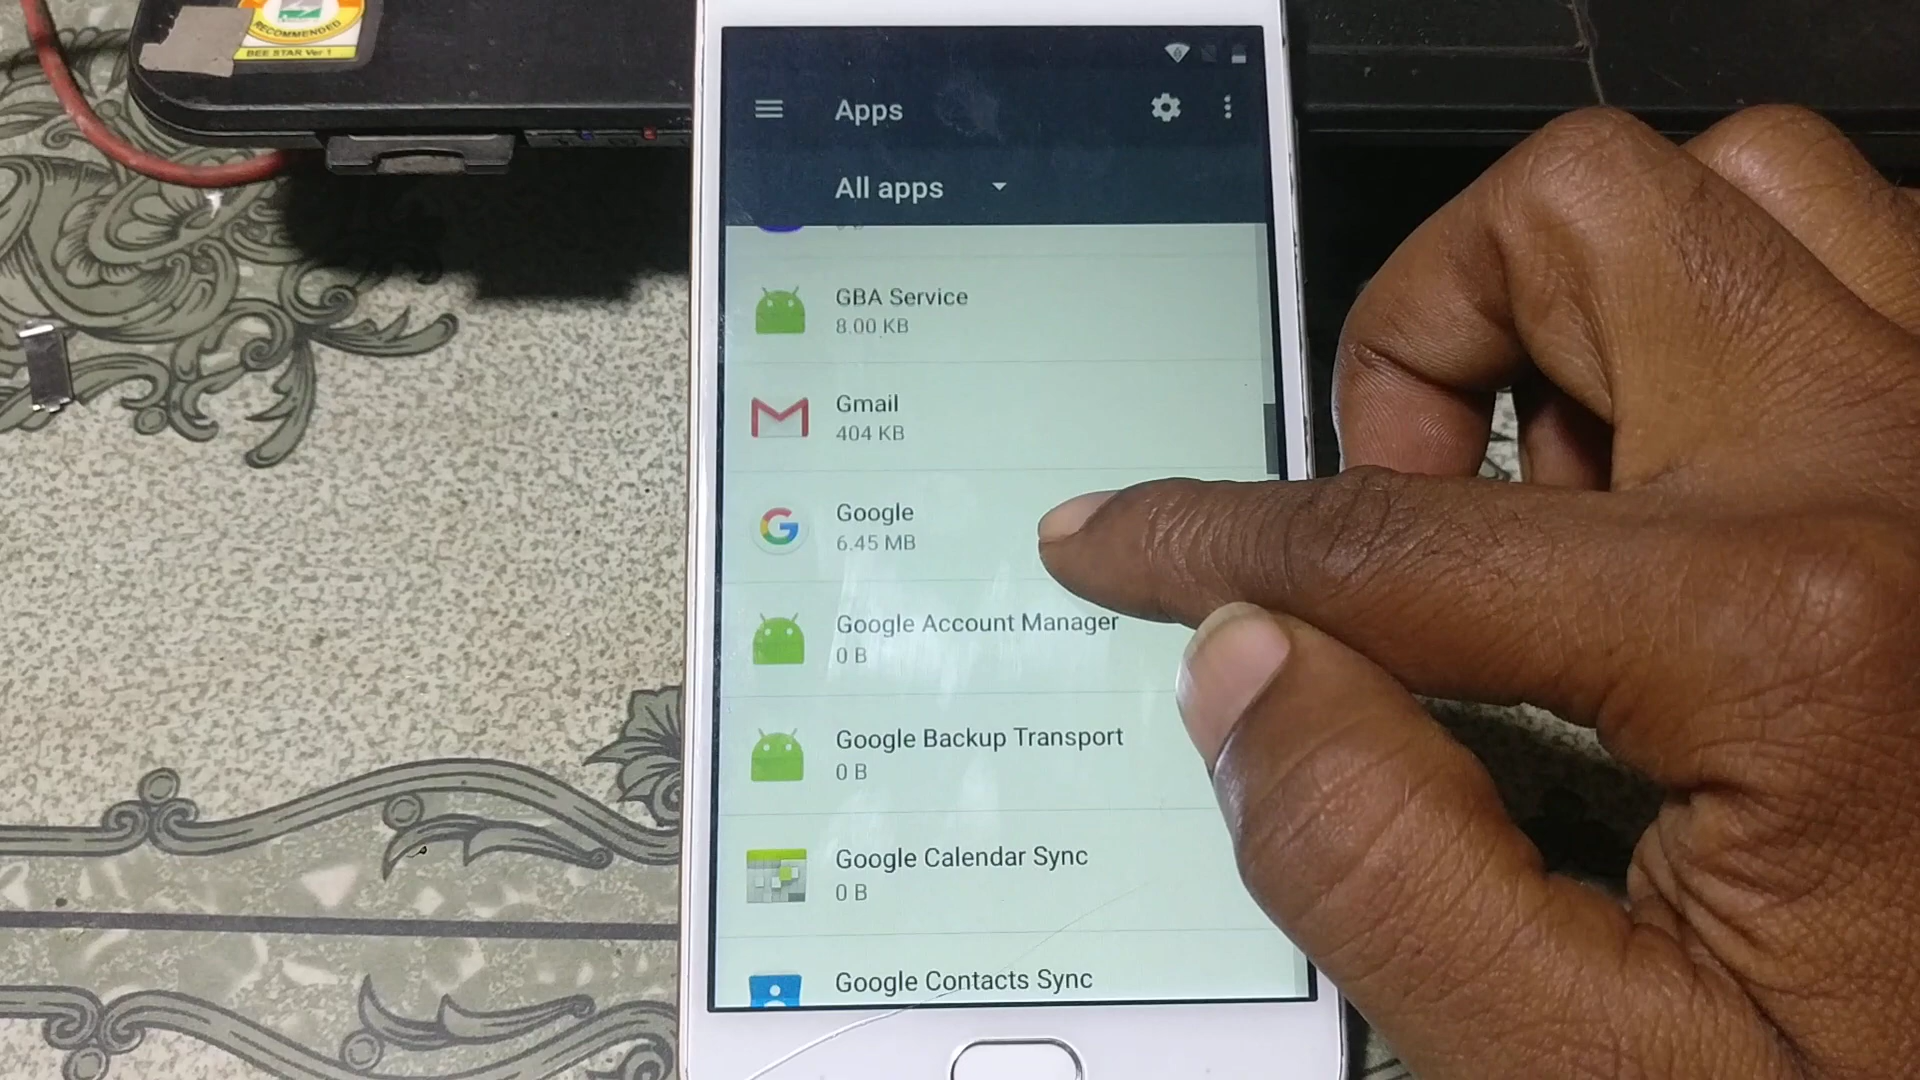 RECOMMENDED
BEE STAR Ver 1
Apps
All apps
GBA Service
8.00 KB
Gmail
404 KB
Google
6.45 MB
Google Account Manager
0 B
Google Backup Transport
0 B
Google Calendar Sync
0 B
Google Contacts Sync